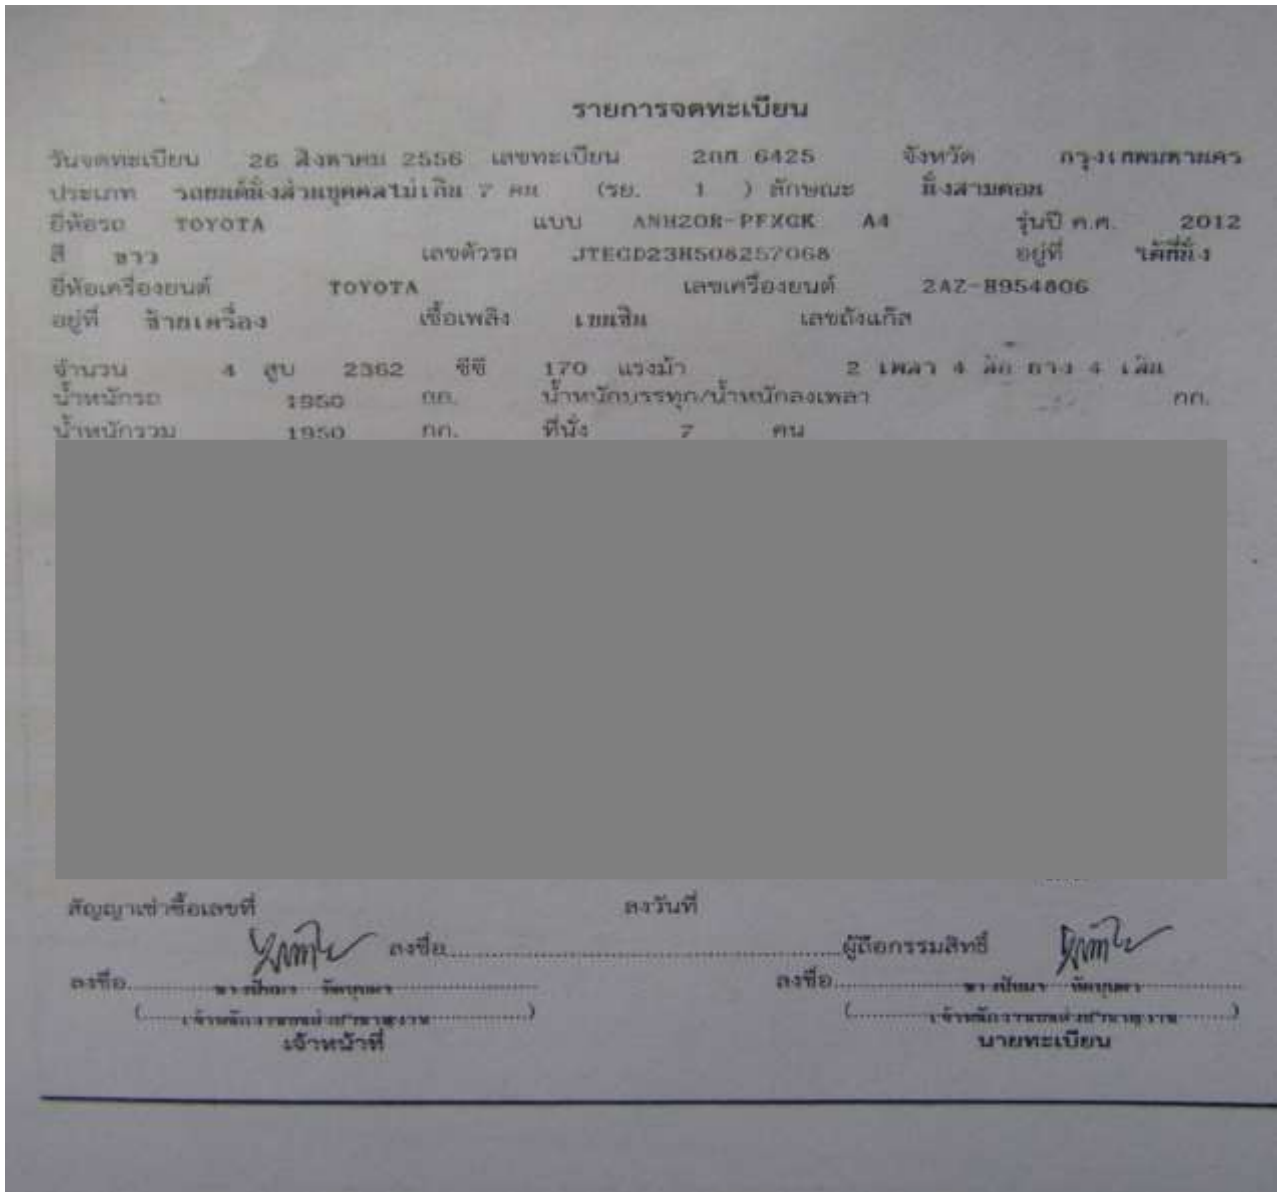 รายการจดทะเบียน
วันจดทะเบียน 26 สิงหาคม 2556 เลขทะเบียน 2กศ 6425 จังหวัด กรุงเทพมหานคร
ประเภท รถยนต์นั่งส่วนบุคคลไม่เกิน 7 คน (รย. 1 ) ลักษณะ นั่งสามตอน
ยี่ห้อรถ TOYOTA แบบ ANH20R-PFXGK A4 รุ่นปี ค.ศ. 2012
สี ขาว เลขตัวรถ JTEGD23H508257068 อยู่ที่ ใต้ที่นั่ง
ยี่ห้อเครื่องยนต์ TOYOTA เลขเครื่องยนต์ 2AZ-H954806
อยู่ที่ ซ้ายเครื่อง เชื้อเพลิง เบนซิน เลขถังแก๊ส
จำนวน 4 สูบ 2362 ซีซี 170 แรงม้า 2 เพลา 4 ล้อ ยาง 4 เส้น
น้ำหนักรถ 1950 กก. น้ำหนักบรรทุก/น้ำหนักลงเพลา กก.
น้ำหนักรวม 1950 กก. ที่นั่ง 7 คน
สัญญาเช่าซื้อเลขที่ ลงวันที่
ลงชื่อ ผู้ถือกรรมสิทธิ์
ลงชื่อ ลงชื่อ
เจ้าหน้าที่ นายทะเบียน